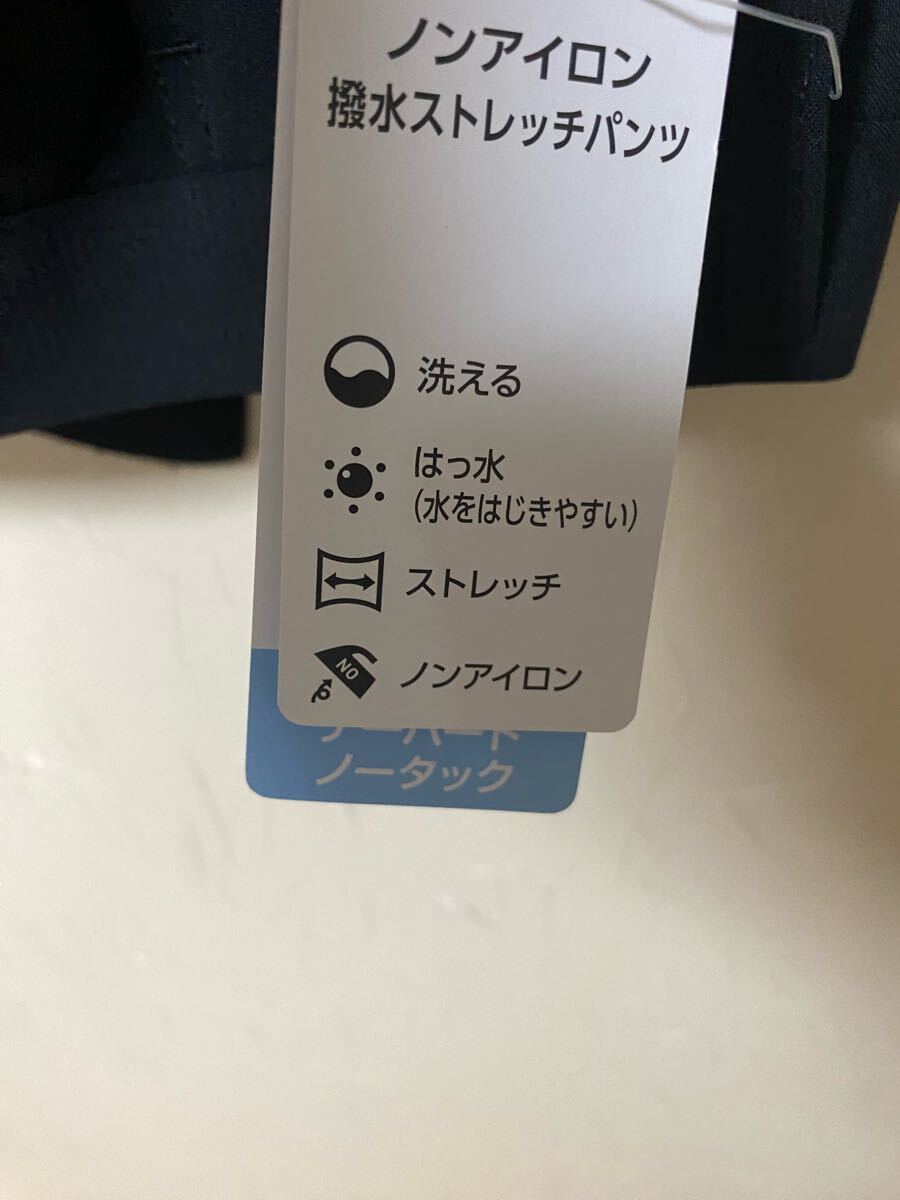 ノンアイロン
撥水ストレッチパンツ
洗える
はっ水
(水をはじきやすい)
ストレッチ
NO
ノンアイロン
ノータック